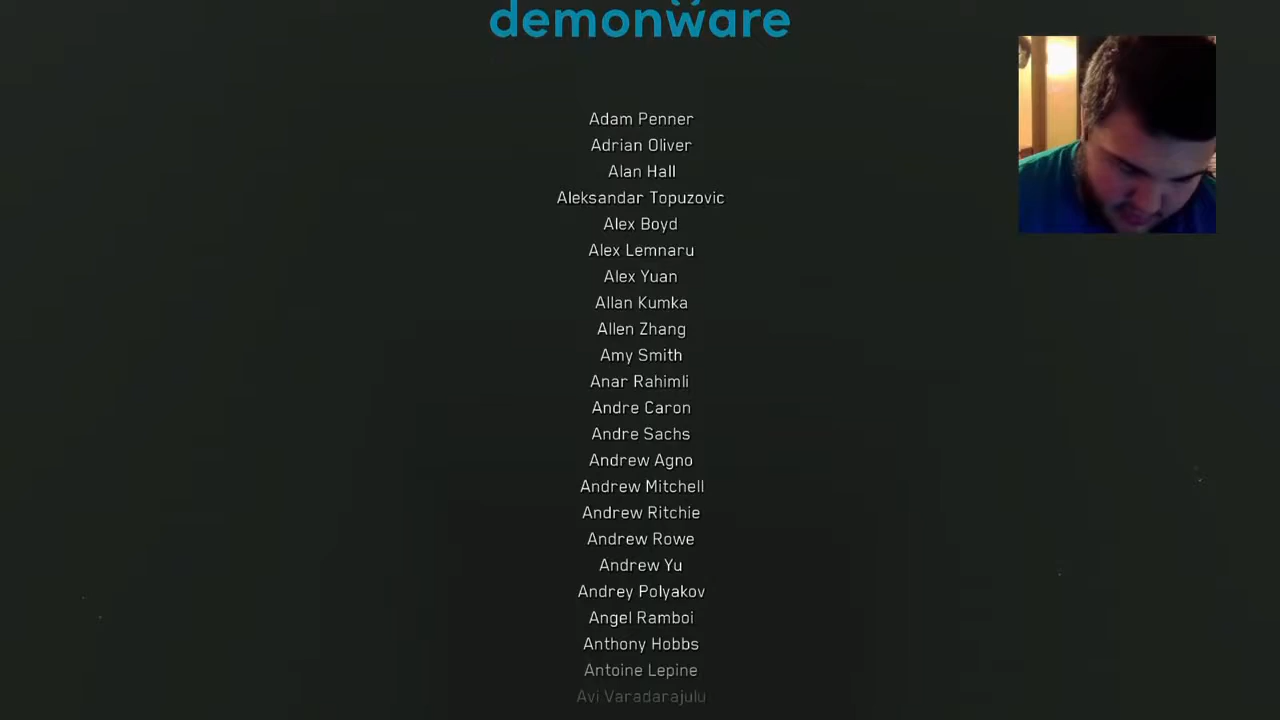 demonware
Adam Penner
Adrian Oliver
Alan Hall
Aleksandar Topuzovic
Alex Boyd
Alex Lemnaru
Alex Yuan
Allan Kumka
Allen Zhang
Amy Smith
Anar Rahimli
Andre Caron
Andre Sachs
Andrew Agno
Andrew Mitchell
Andrew Ritchie
Andrew Rowe
Andrew Yu
Andrey Polyakov
Angel Ramboi
Anthony Hobbs
Antoine Lepine
Avi Varadarajulu